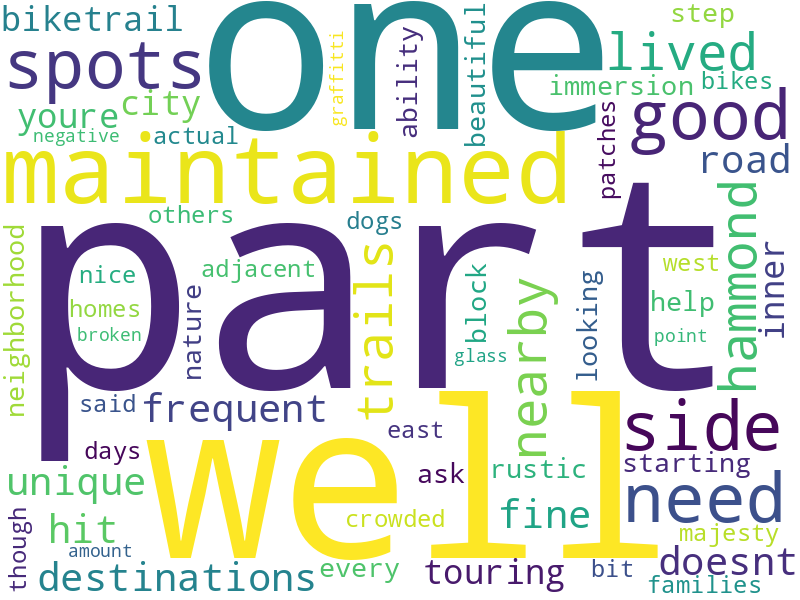 biketrail
one
beautiful
step
spots
graffitti
ability
lived
youre
city
immersion
bikes
negative
actual
good
maintained
patches
road
others
dogs
part
neighborhood
nice
adjacent
trails
block
nearby
looking
west
hammond
inner
homes
nature
help
broken
glass
point
said
frequent
well
east
side
days
ask
rustic
starting
unique
need
hit
crowded
fine
majesty
though
amount
destinations
every
touring
bit
doesnt
families